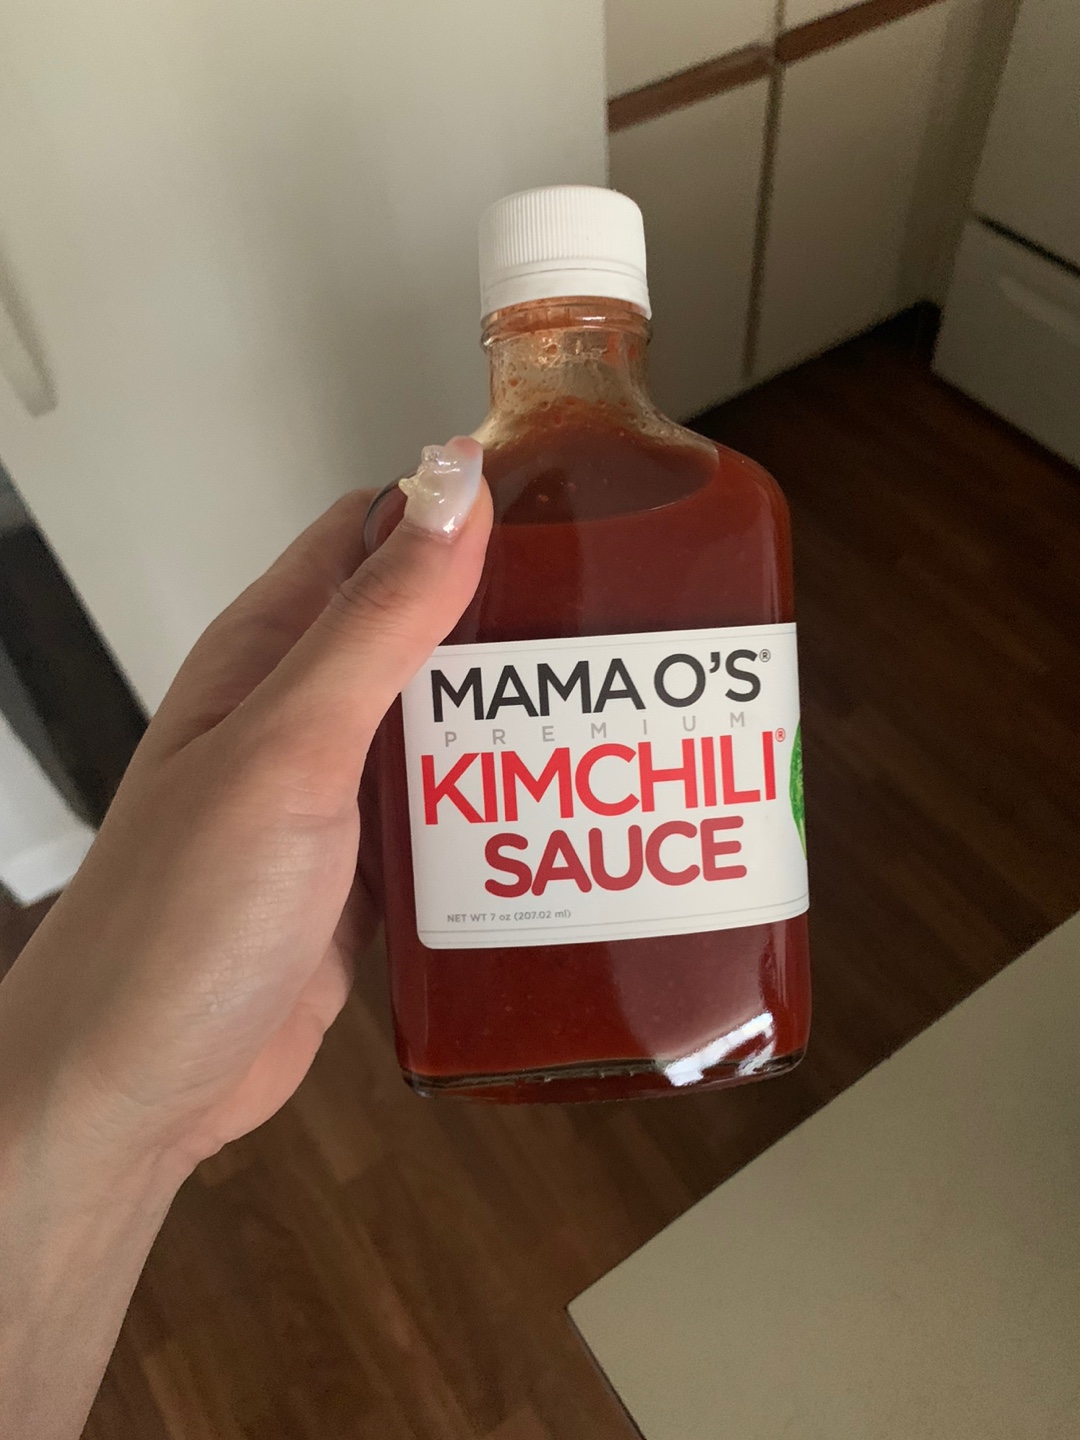 MAMA O'S®
PREMIUM
KIMCHILI®
SAUCE
NET WT 7 oz (207.02 ml)